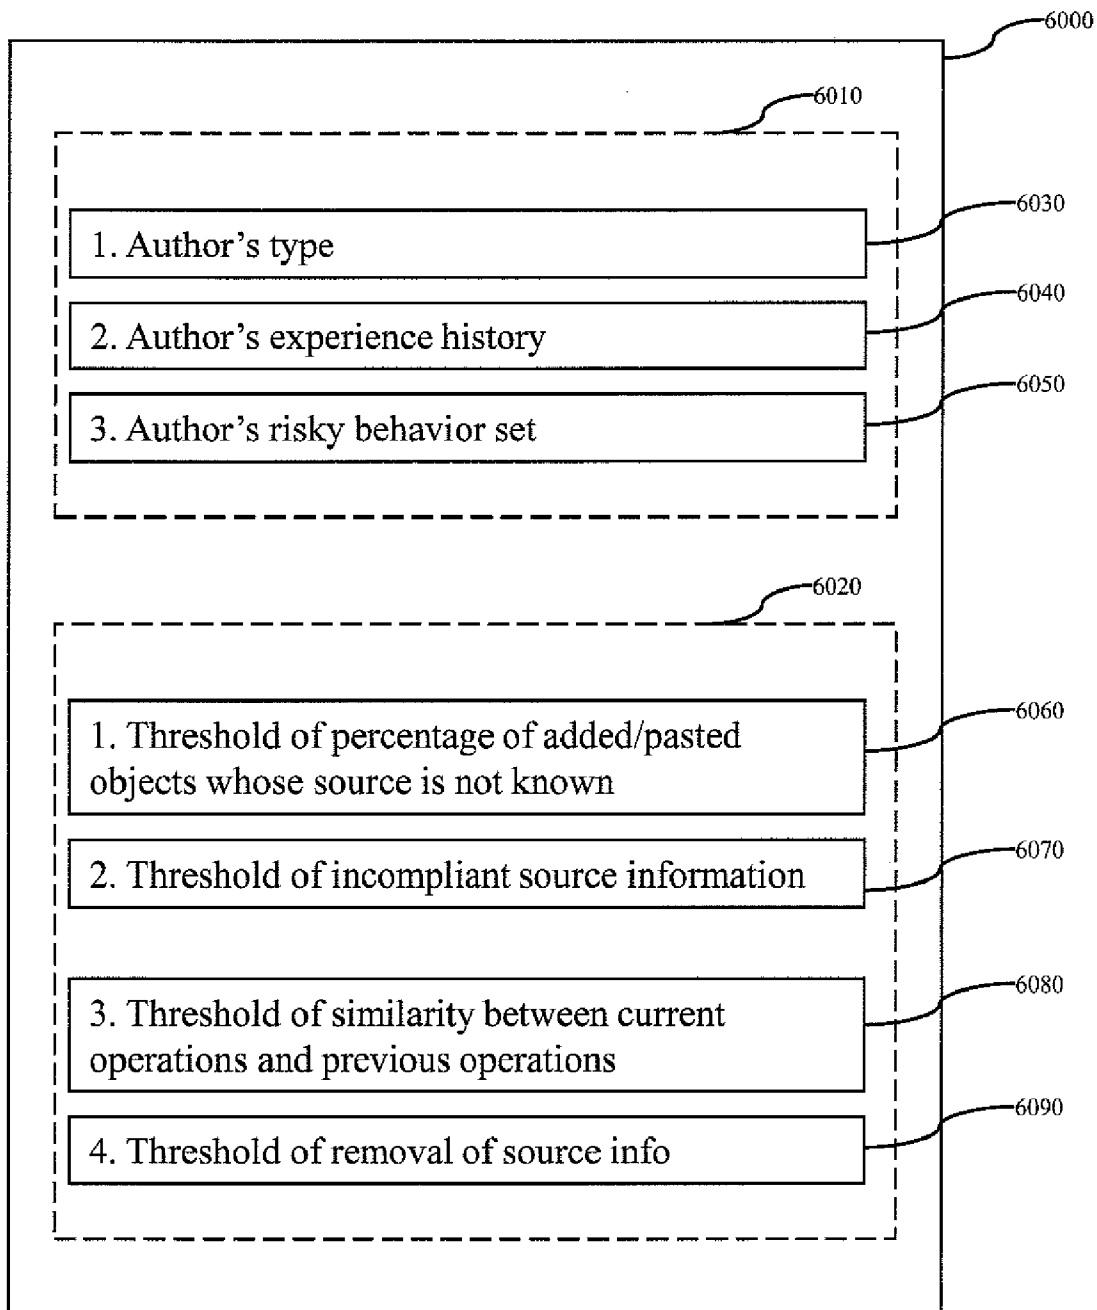 6000
6010
6030
1. Author's type
6040
2. Author's experience history
6050
3. Author's risky behavior set
6020
6060
1. Threshold of percentage of added/pasted
objects whose source is not known
6070
2. Threshold of incompliant source information
6080
3. Threshold of similarity between current
operations and previous operations
6090
4. Threshold of removal of source info